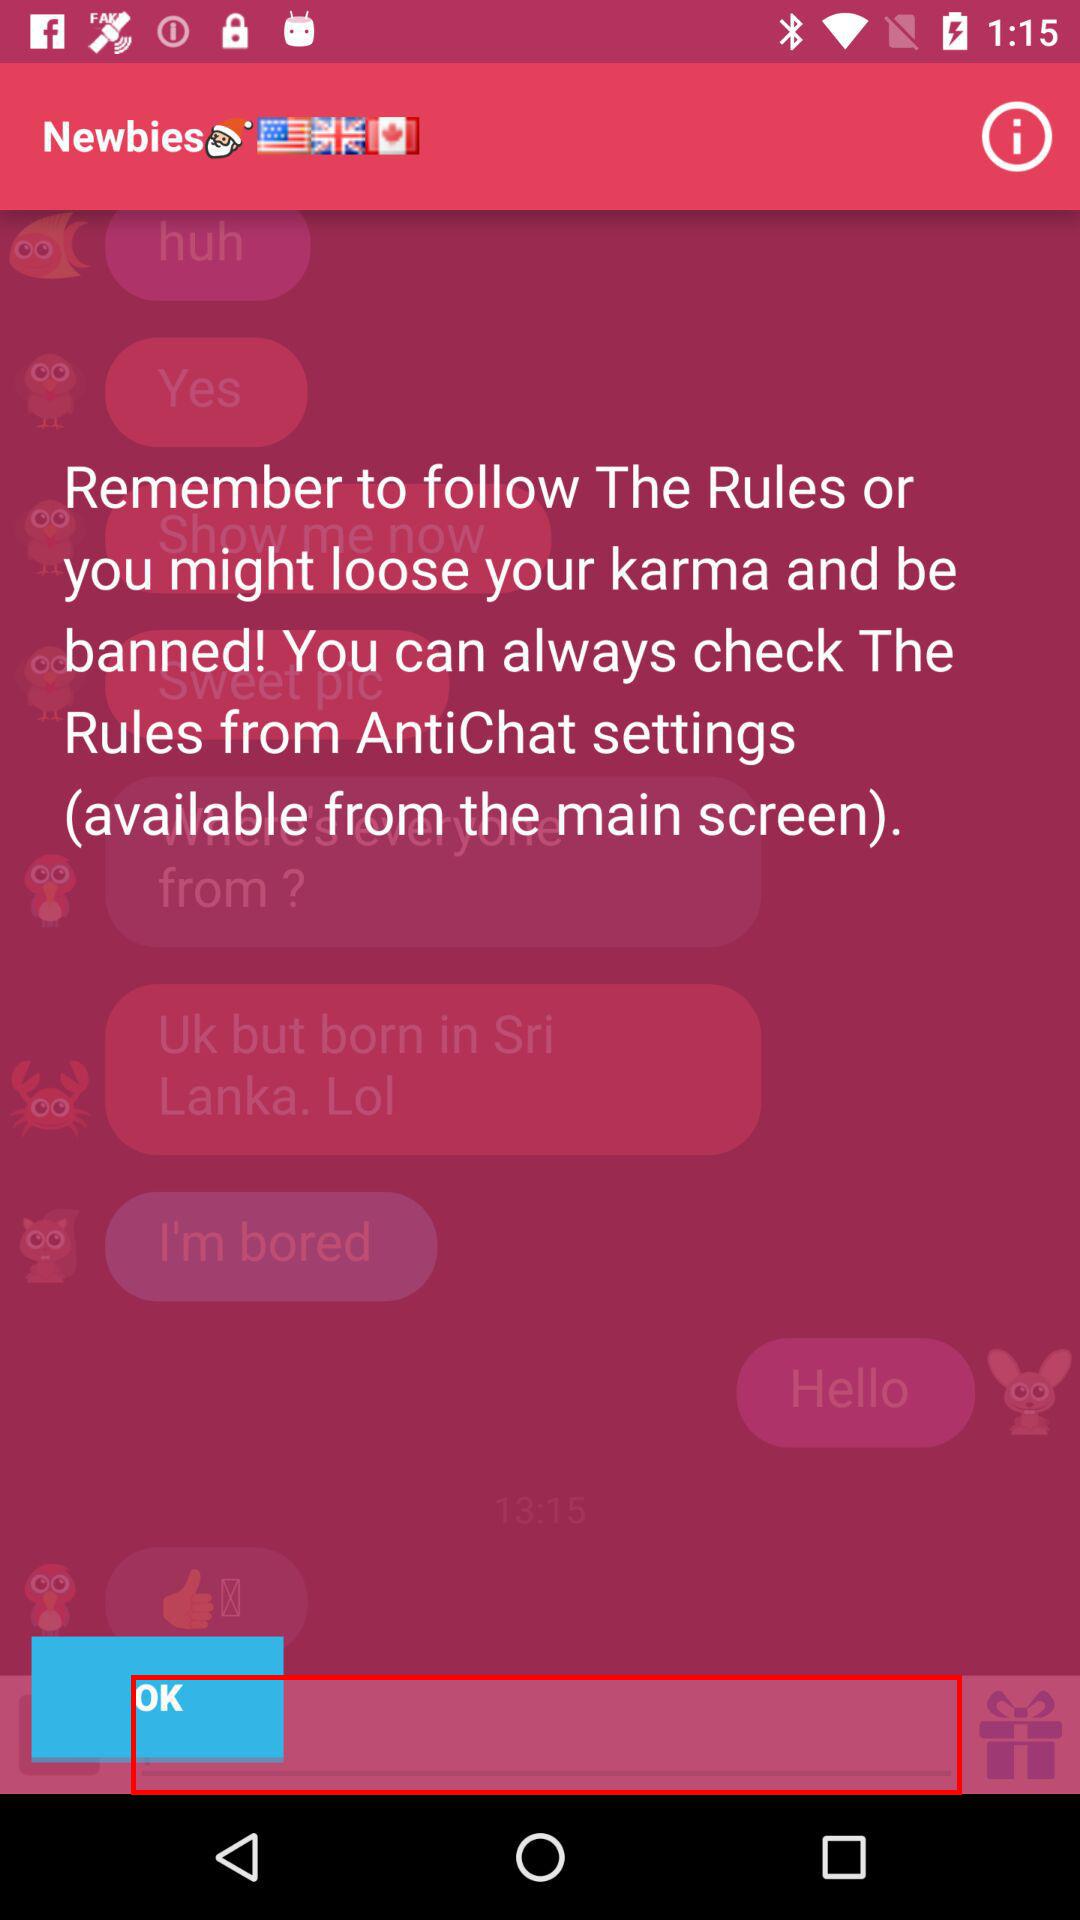 FAKE
1:15
Newbies🎅🇺🇸🇬🇧🇨🇦
huh
Yes
Show me now
Sweet pic
Where's everyone
from ?
Remember to follow The Rules or
you might loose your karma and be
banned! You can always check The
Rules from AntiChat settings
(available from the main screen).
Uk but born in Sri
Lanka. Lol
I'm bored
Hello
13:15
👍
OK